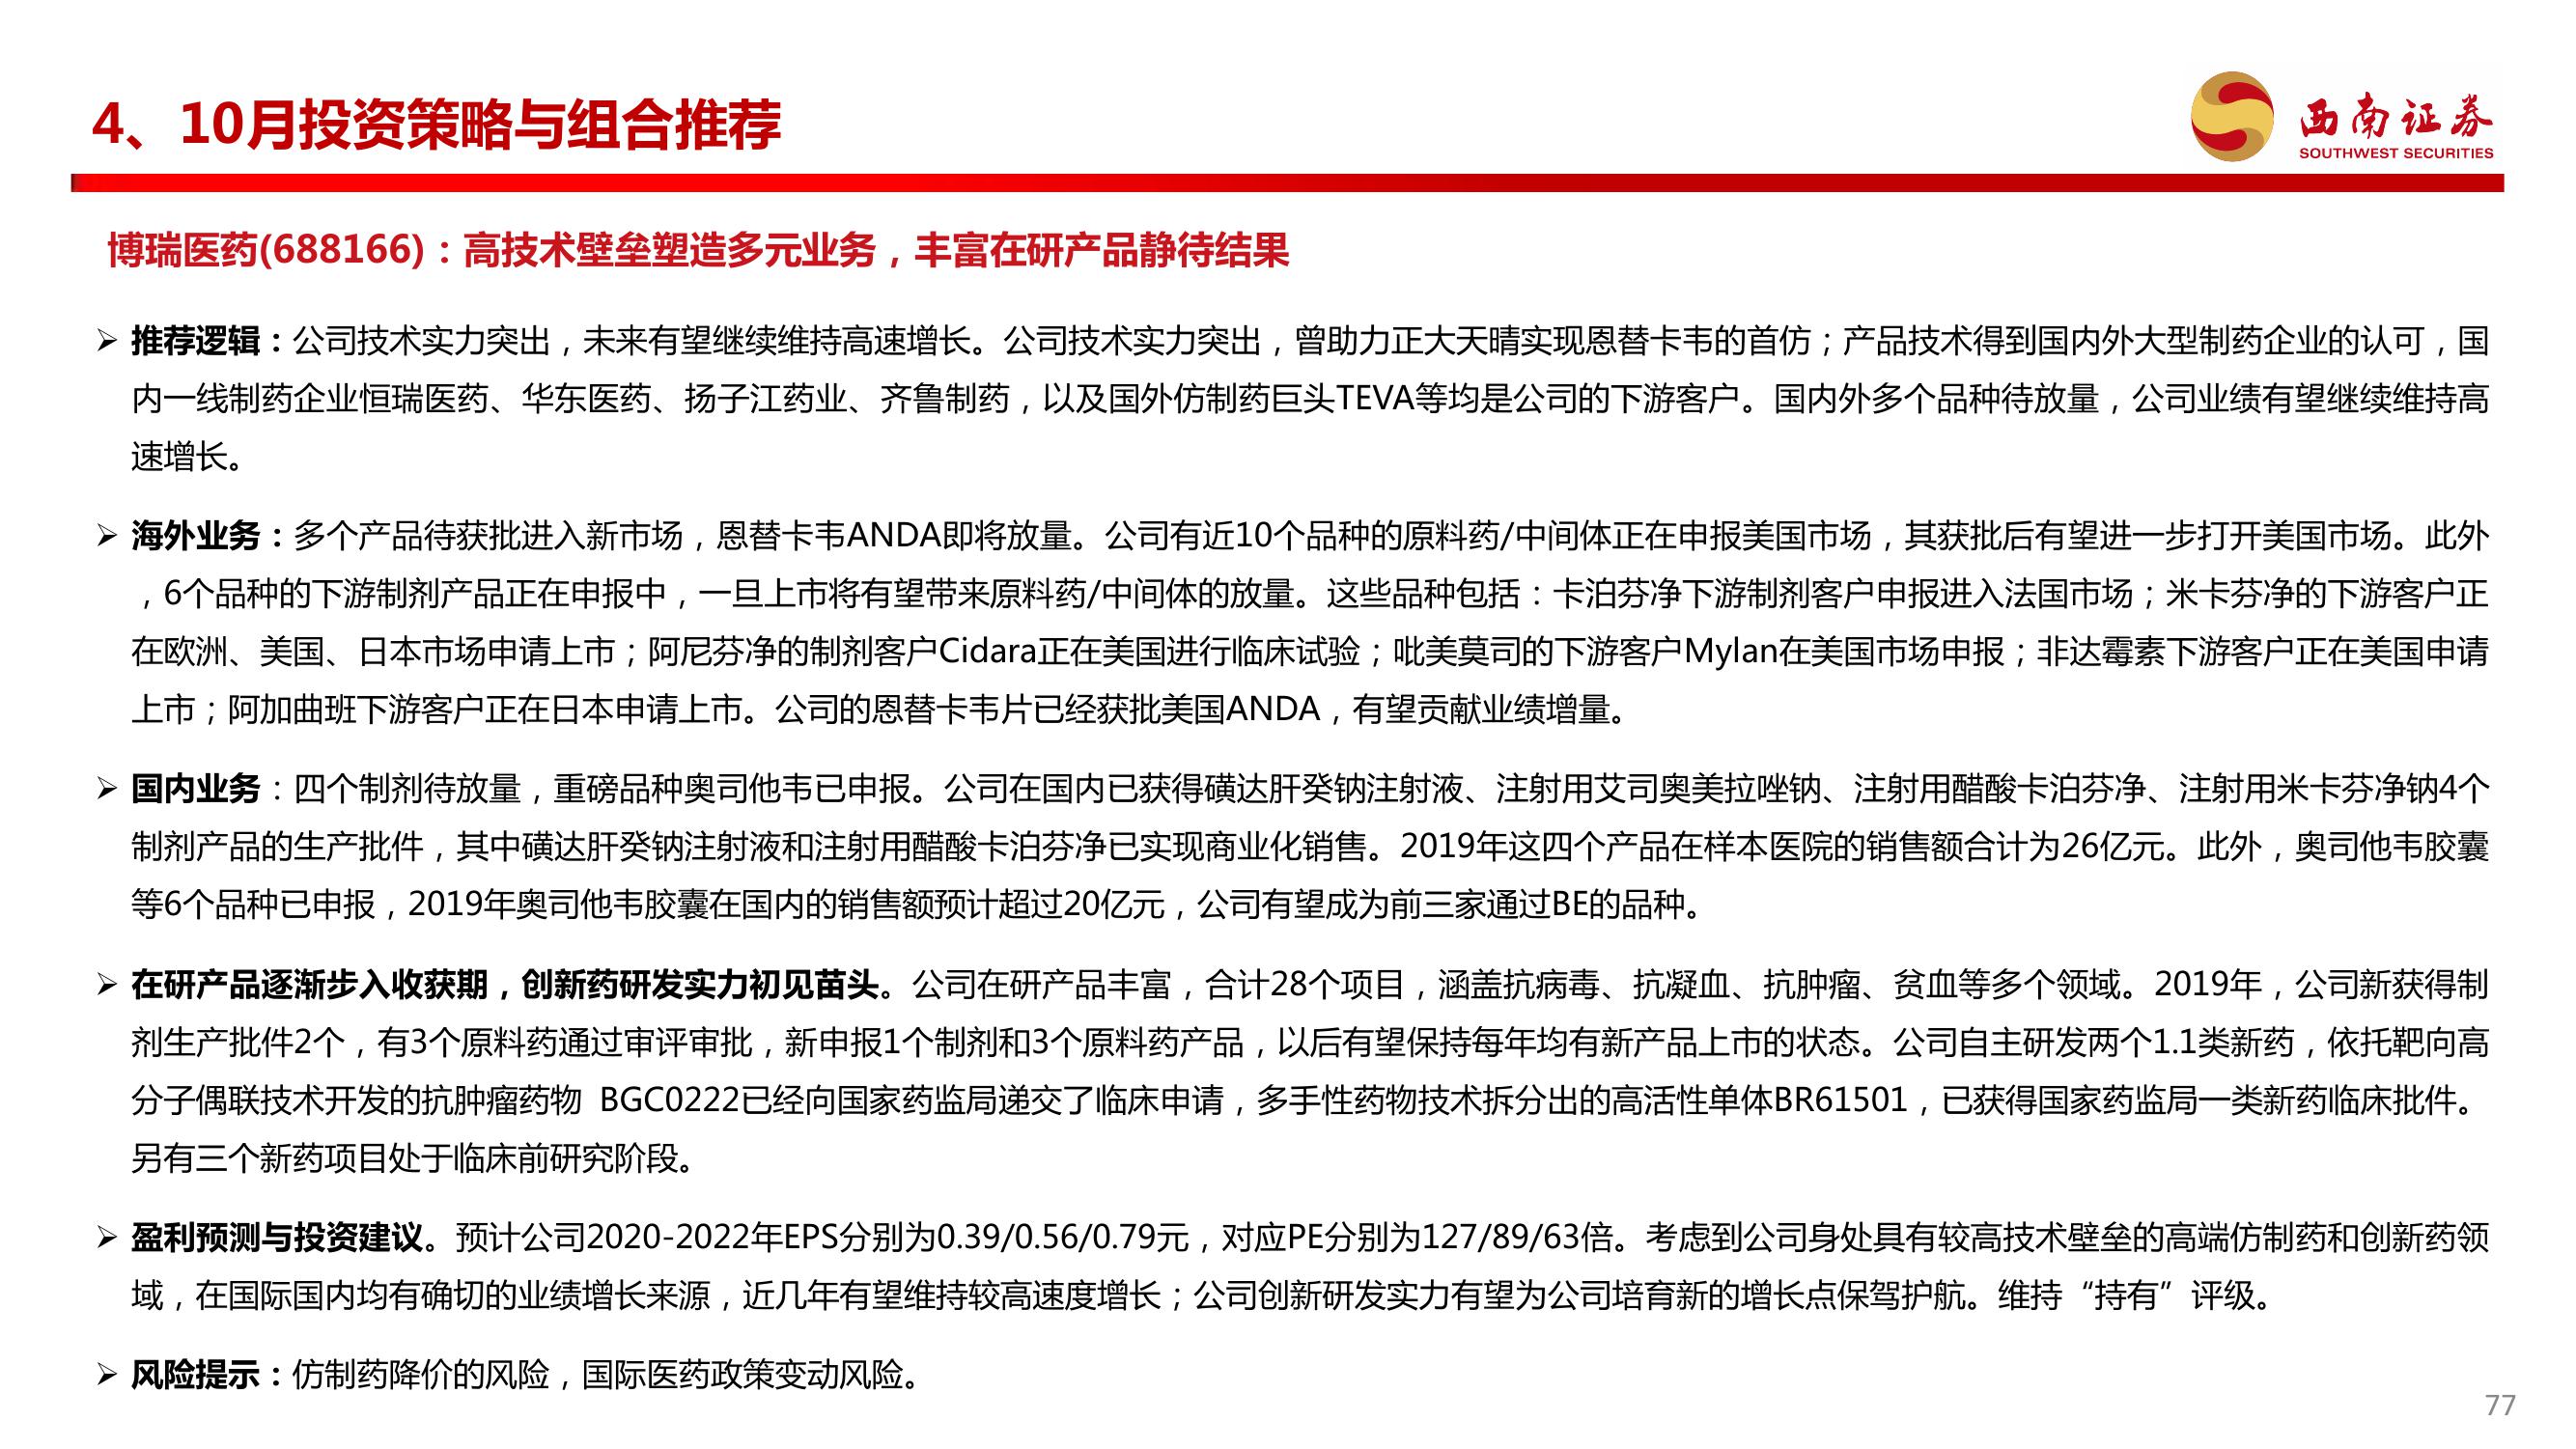 4、10月投资策略与组合推荐
西南证券
SOUTHWEST SECURITIES
博瑞医药(688166)：高技术壁垒塑造多元业务，丰富在研产品静待结果
➢ 推荐逻辑：公司技术实力突出，未来有望继续维持高速增长。公司技术实力突出，曾助力正大天晴实现恩替卡韦的首仿；产品技术得到国内外大型制药企业的认可，国
内一线制药企业恒瑞医药、华东医药、扬子江药业、齐鲁制药，以及国外仿制药巨头TEVA等均是公司的下游客户。国内外多个品种待放量，公司业绩有望继续维持高
速增长。
➢ 海外业务：多个产品待获批进入新市场，恩替卡韦ANDA即将放量。公司有近10个品种的原料药/中间体正在申报美国市场，其获批后有望进一步打开美国市场。此外
，6个品种的下游制剂产品正在申报中，一旦上市将有望带来原料药/中间体的放量。这些品种包括：卡泊芬净下游制剂客户申报进入法国市场；米卡芬净的下游客户正
在欧洲、美国、日本市场申请上市；阿尼芬净的制剂客户Cidara正在美国进行临床试验；吡美莫司的下游客户Mylan在美国市场申报；非达霉素下游客户正在美国申请
上市；阿加曲班下游客户正在日本申请上市。公司的恩替卡韦片已经获批美国ANDA，有望贡献业绩增量。
➢ 国内业务：四个制剂待放量，重磅品种奥司他韦已申报。公司在国内已获得磺达肝癸钠注射液、注射用艾司奥美拉唑钠、注射用醋酸卡泊芬净、注射用米卡芬净钠4个
制剂产品的生产批件，其中磺达肝癸钠注射液和注射用醋酸卡泊芬净已实现商业化销售。2019年这四个产品在样本医院的销售额合计为26亿元。此外，奥司他韦胶囊
等6个品种已申报，2019年奥司他韦胶囊在国内的销售额预计超过20亿元，公司有望成为前三家通过BE的品种。
➢ 在研产品逐渐步入收获期，创新药研发实力初见苗头。公司在研产品丰富，合计28个项目，涵盖抗病毒、抗凝血、抗肿瘤、贫血等多个领域。2019年，公司新获得制
剂生产批件2个，有3个原料药通过审评审批，新申报1个制剂和3个原料药产品，以后有望保持每年均有新产品上市的状态。公司自主研发两个1.1类新药，依托靶向高
分子偶联技术开发的抗肿瘤药物 BGC0222已经向国家药监局递交了临床申请，多手性药物技术拆分出的高活性单体BR61501，已获得国家药监局一类新药临床批件。
另有三个新药项目处于临床前研究阶段。
➢ 盈利预测与投资建议。预计公司2020-2022年EPS分别为0.39/0.56/0.79元，对应PE分别为127/89/63倍。考虑到公司身处具有较高技术壁垒的高端仿制药和创新药领
域，在国际国内均有确切的业绩增长来源，近几年有望维持较高速度增长；公司创新研发实力有望为公司培育新的增长点保驾护航。维持“持有”评级。
➢ 风险提示：仿制药降价的风险，国际医药政策变动风险。
77